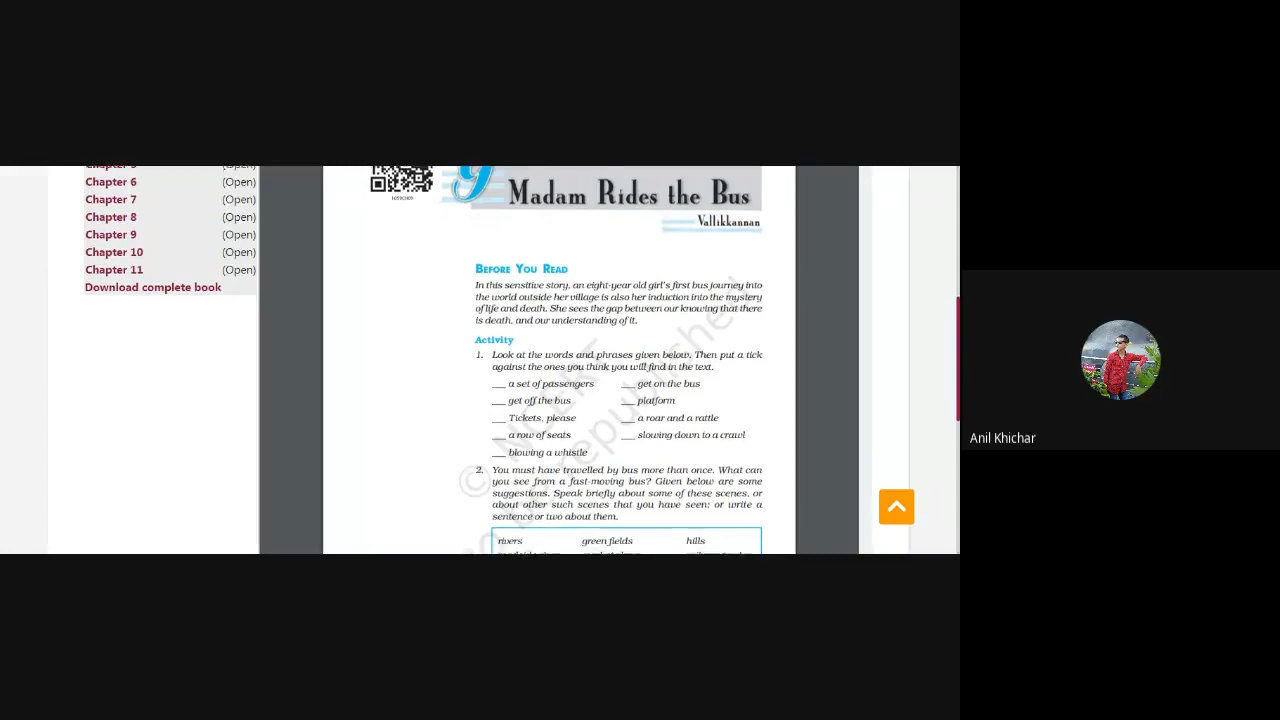 Chapter 5 (Open)
Chapter 6 (Open)
Chapter 7 (Open)
Chapter 8 (Open)
Chapter 9 (Open)
Chapter 10 (Open)
Chapter 11 (Open)
Download complete book
9
Madam Rides the Bus
Vallikkannan
BEFORE YOU READ
In this sensitive story, an eight-year old girl's first bus journey into
the world outside her village is also her induction into the mystery
of life and death. She sees the gap between our knowing that there
is death, and our understanding of it.
Activity
1. Look at the words and phrases given below. Then put a tick
against the ones you think you will find in the text.
___ a set of passengers ___ get on the bus
___ get off the bus ___ platform
___ Tickets, please ___ a roar and a rattle
___ a row of seats ___ slowing down to a crawl
___ blowing a whistle
2. You must have travelled by bus more than once. What can
you see from a fast-moving bus? Given below are some
suggestions. Speak briefly about some of these scenes, or
about other such scenes that you have seen; or write a
sentence or two about them.
rivers green fields hills
© NCERT
republished
Anil Khichar